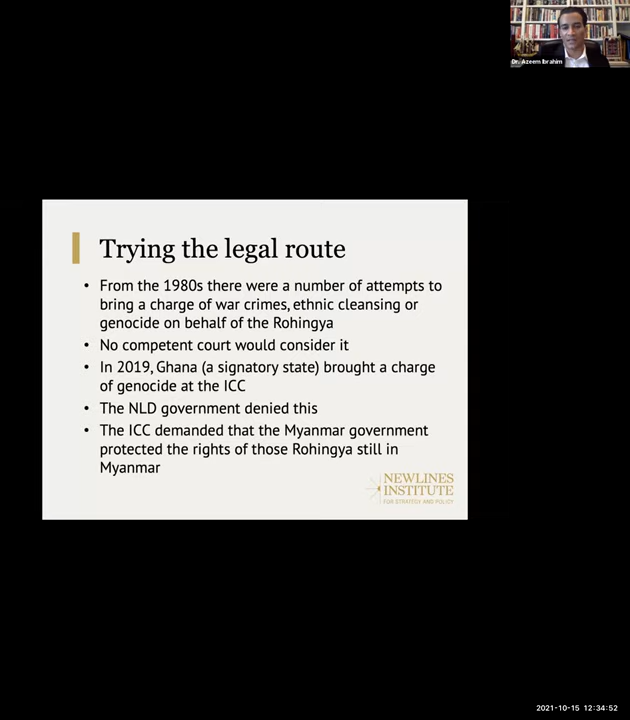 Dr. Azeem Ibrahim
Trying the legal route
• From the 1980s there were a number of attempts to
bring a charge of war crimes, ethnic cleansing or
genocide on behalf of the Rohingya
• No competent court would consider it
• In 2019, Ghana (a signatory state) brought a charge
of genocide at the ICC
• The NLD government denied this
• The ICC demanded that the Myanmar government
protected the rights of those Rohingya still in
Myanmar
NEWLINES
INSTITUTE
FOR STRATEGY AND POLICY
2021-10-15 12:34:52